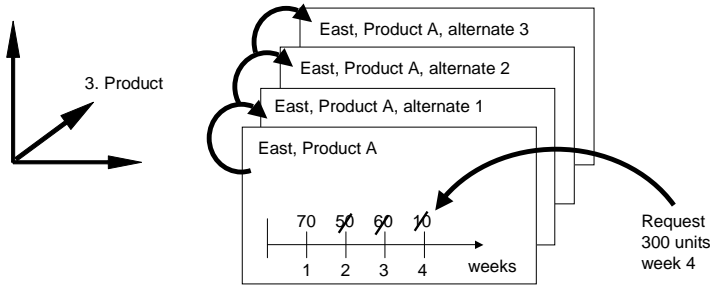 East, Product A, alternate 3
East, Product A, alternate 2
3. Product
East, Product A, alternate 1
East, Product A
70 50 60 10
1 2 3 4 weeks
Request
300 units
week 4